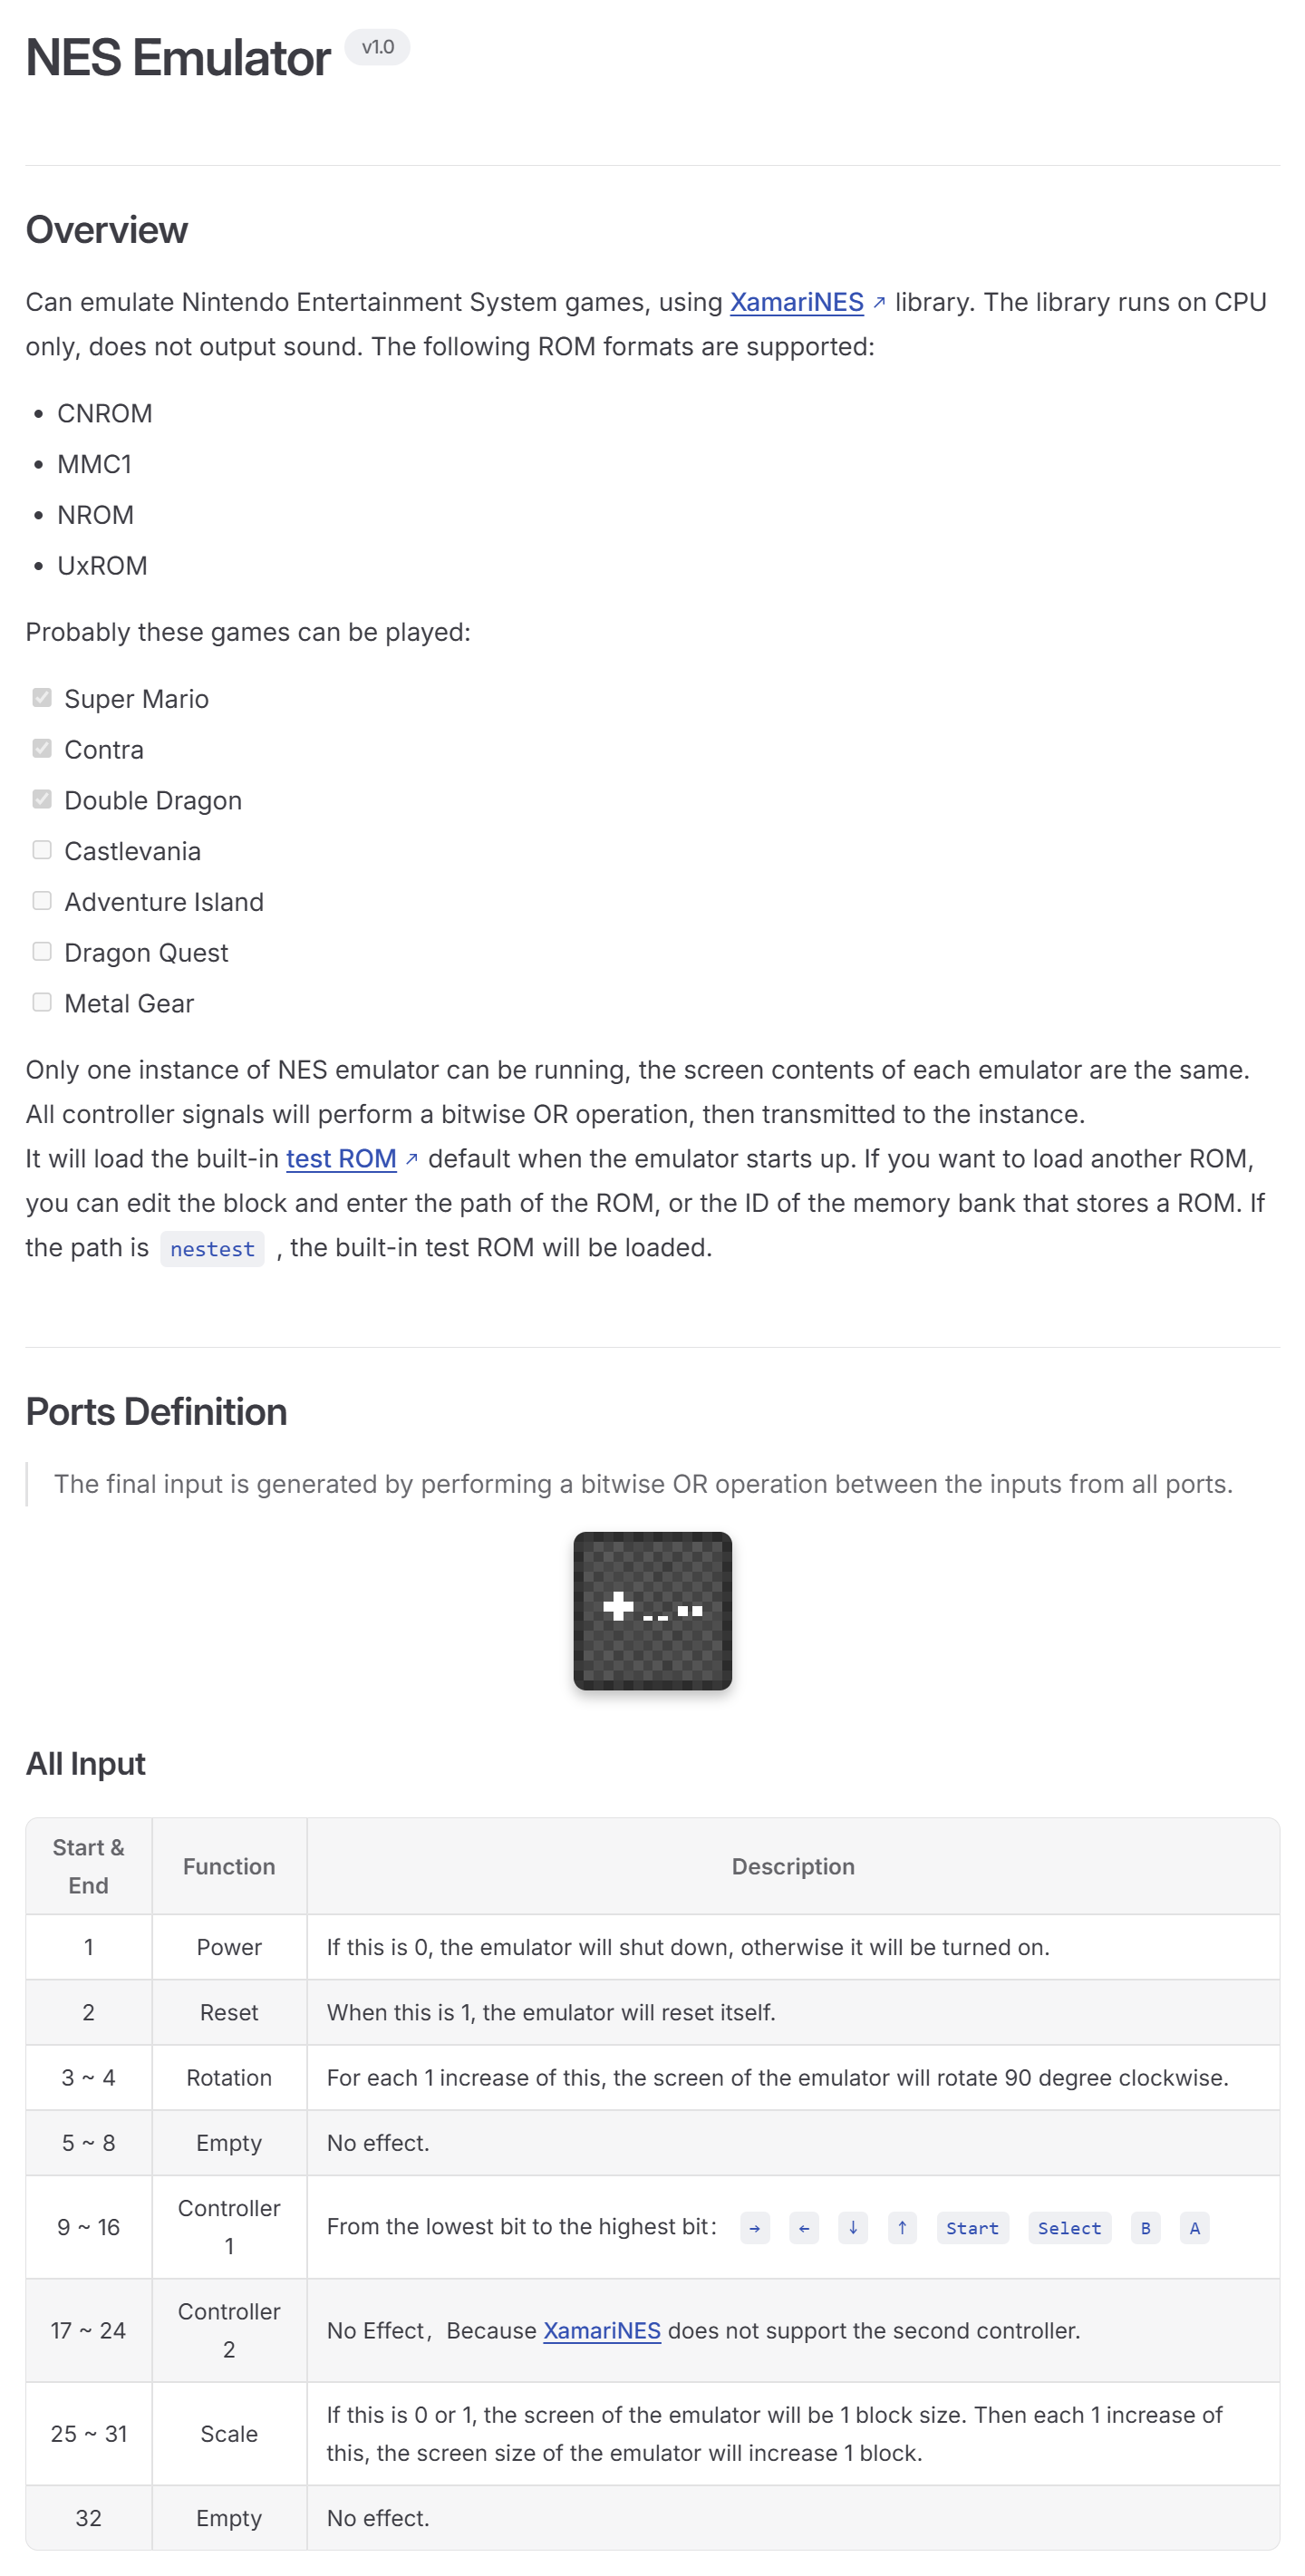 NES Emulator v1.0
Overview
Can emulate Nintendo Entertainment System games, using XamariNES ↗ library. The library runs on CPU
only, does not output sound. The following ROM formats are supported:
• CNROM
• MMC1
• NROM
• UxROM
Probably these games can be played:
Super Mario
Contra
Double Dragon
Castlevania
Adventure Island
Dragon Quest
Metal Gear
Only one instance of NES emulator can be running, the screen contents of each emulator are the same.
All controller signals will perform a bitwise OR operation, then transmitted to the instance.
It will load the built-in test ROM ↗ default when the emulator starts up. If you want to load another ROM,
you can edit the block and enter the path of the ROM, or the ID of the memory bank that stores a ROM. If
the path is nestest , the built-in test ROM will be loaded.
Ports Definition
The final input is generated by performing a bitwise OR operation between the inputs from all ports.
All Input
Start &
End
Function
Description
1 Power If this is 0, the emulator will shut down, otherwise it will be turned on.
2 Reset When this is 1, the emulator will reset itself.
3 ~ 4 Rotation For each 1 increase of this, the screen of the emulator will rotate 90 degree clockwise.
5 ~ 8 Empty No effect.
9 ~ 16
Controller
1
From the lowest bit to the highest bit： → ← ↓ ↑ Start Select B A
17 ~ 24
Controller
2
No Effect，Because XamariNES does not support the second controller.
25 ~ 31 Scale
If this is 0 or 1, the screen of the emulator will be 1 block size. Then each 1 increase of
this, the screen size of the emulator will increase 1 block.
32 Empty No effect.